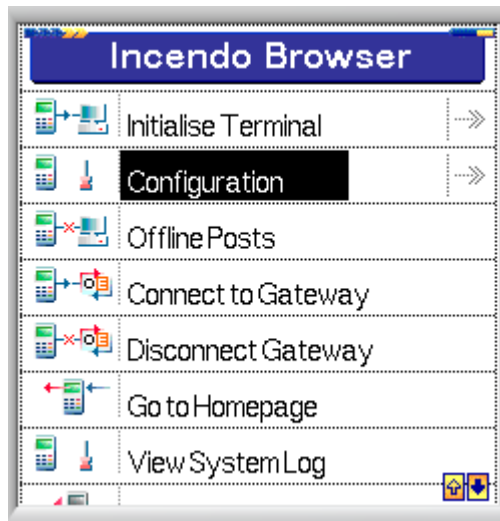 Incendo Browser
Initialise Terminal
Configuration
Offline Posts
Connect to Gateway
Disconnect Gateway
Go to Homepage
View System Log